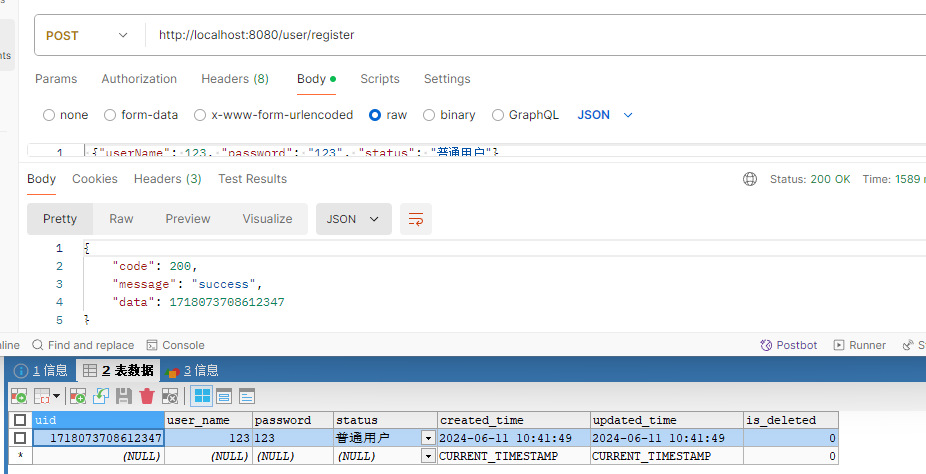 nts
POST http://localhost:8080/user/register
Params Authorization Headers (8) Body Scripts Settings
none form-data x-www-form-urlencoded raw binary GraphQL JSON
1 {"userName": 123, "password": "123", "status": "普通用户"}
Body Cookies Headers (3) Test Results Status: 200 OK Time: 1589
Pretty Raw Preview Visualize JSON
1 {
2 "code": 200,
3 "message": "success",
4 "data": 1718073708612347
5 }
nline Find and replace Console Postbot Runner
1 信息 2 表数据 3 信息
uid user_name password status created_time updated_time is_deleted
1718073708612347 123 123 普通用户 2024-06-11 10:41:49 2024-06-11 10:41:49 0
* (NULL) (NULL) (NULL) (NULL) CURRENT_TIMESTAMP CURRENT_TIMESTAMP 0